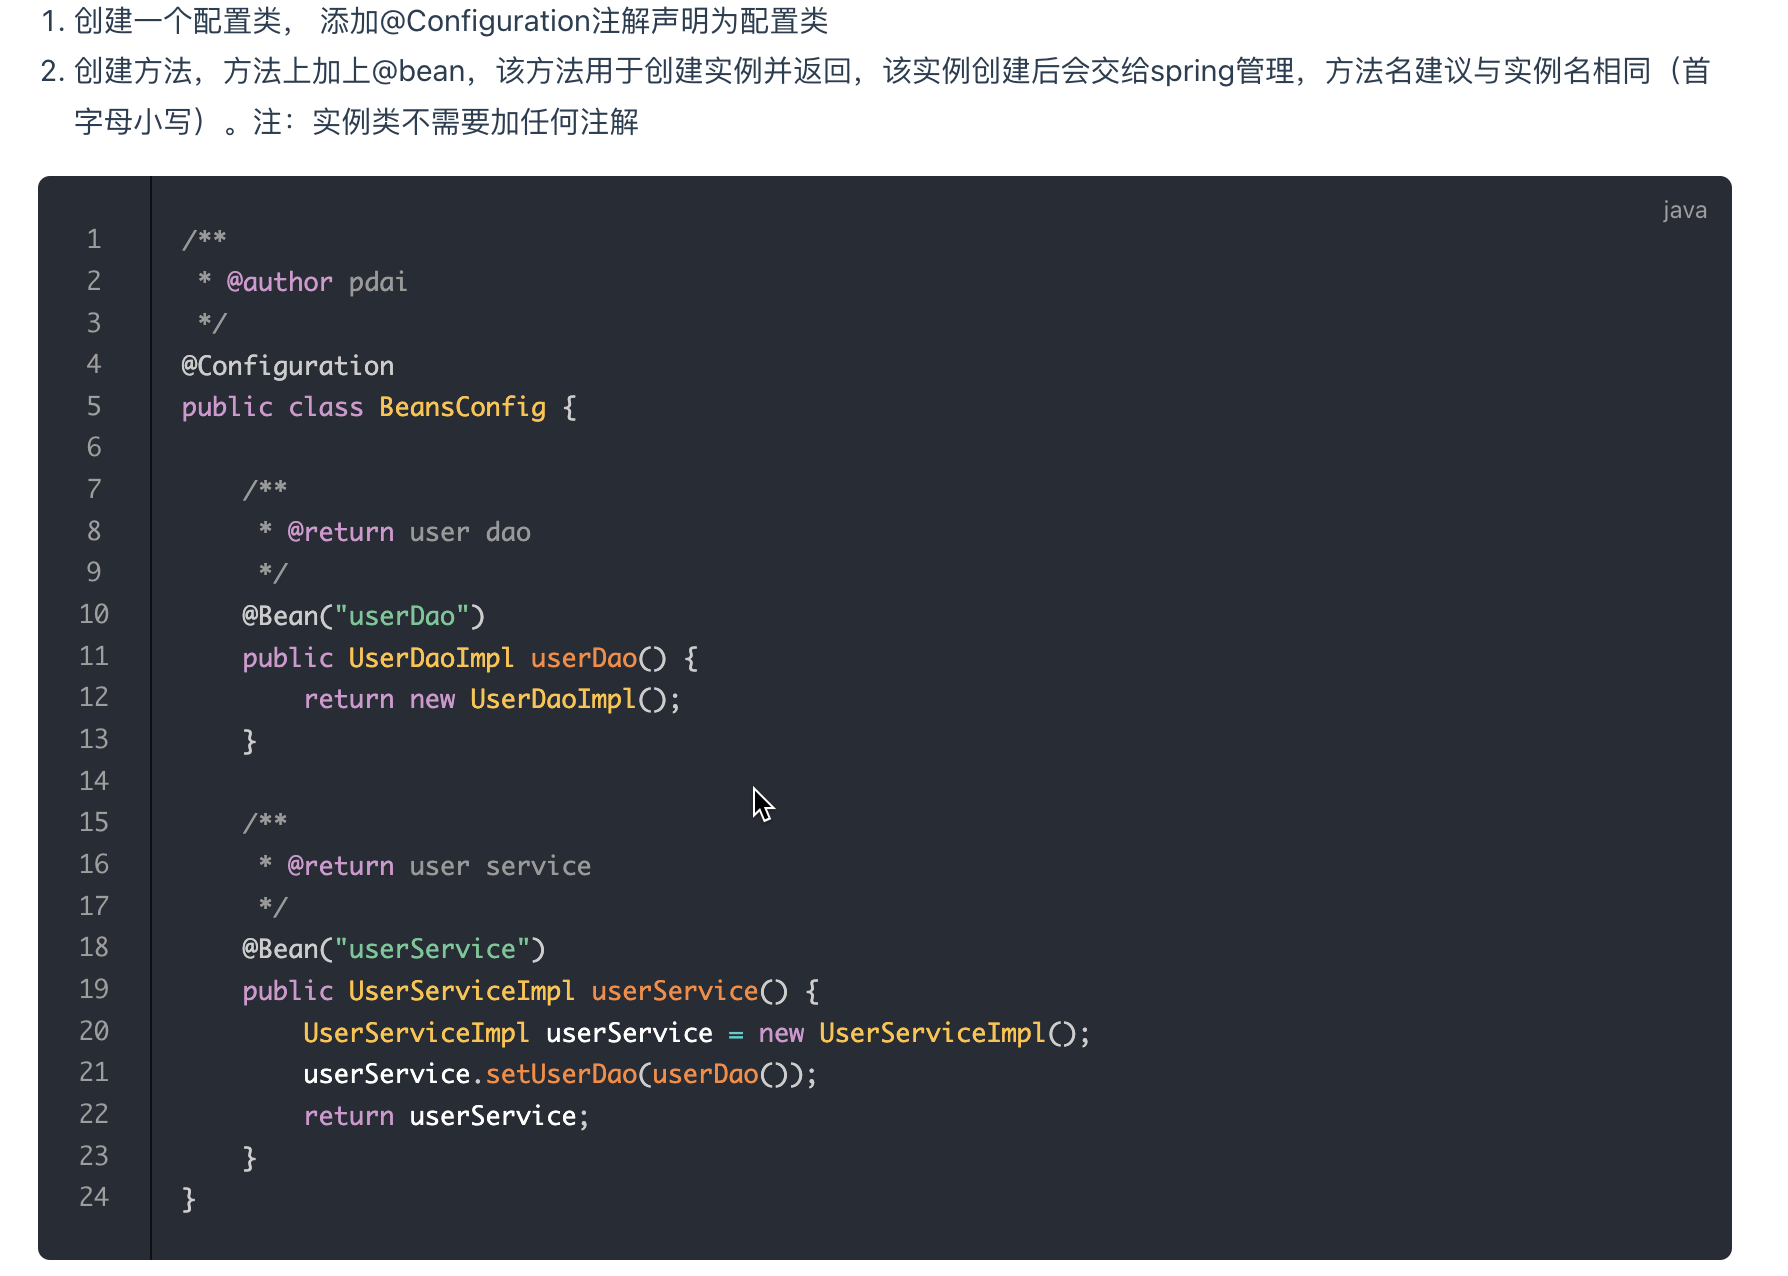 1. 创建一个配置类， 添加@Configuration注解声明为配置类
2. 创建方法，方法上加上@bean，该方法用于创建实例并返回，该实例创建后会交给spring管理，方法名建议与实例名相同（首
字母小写）。注：实例类不需要加任何注解
java
1 /**
2  * @author pdai
3  */
4 @Configuration
5 public class BeansConfig {
6
7     /**
8      * @return user dao
9      */
10     @Bean("userDao")
11     public UserDaoImpl userDao() {
12         return new UserDaoImpl();
13     }
14
15     /**
16      * @return user service
17      */
18     @Bean("userService")
19     public UserServiceImpl userService() {
20         UserServiceImpl userService = new UserServiceImpl();
21         userService.setUserDao(userDao());
22         return userService;
23     }
24 }